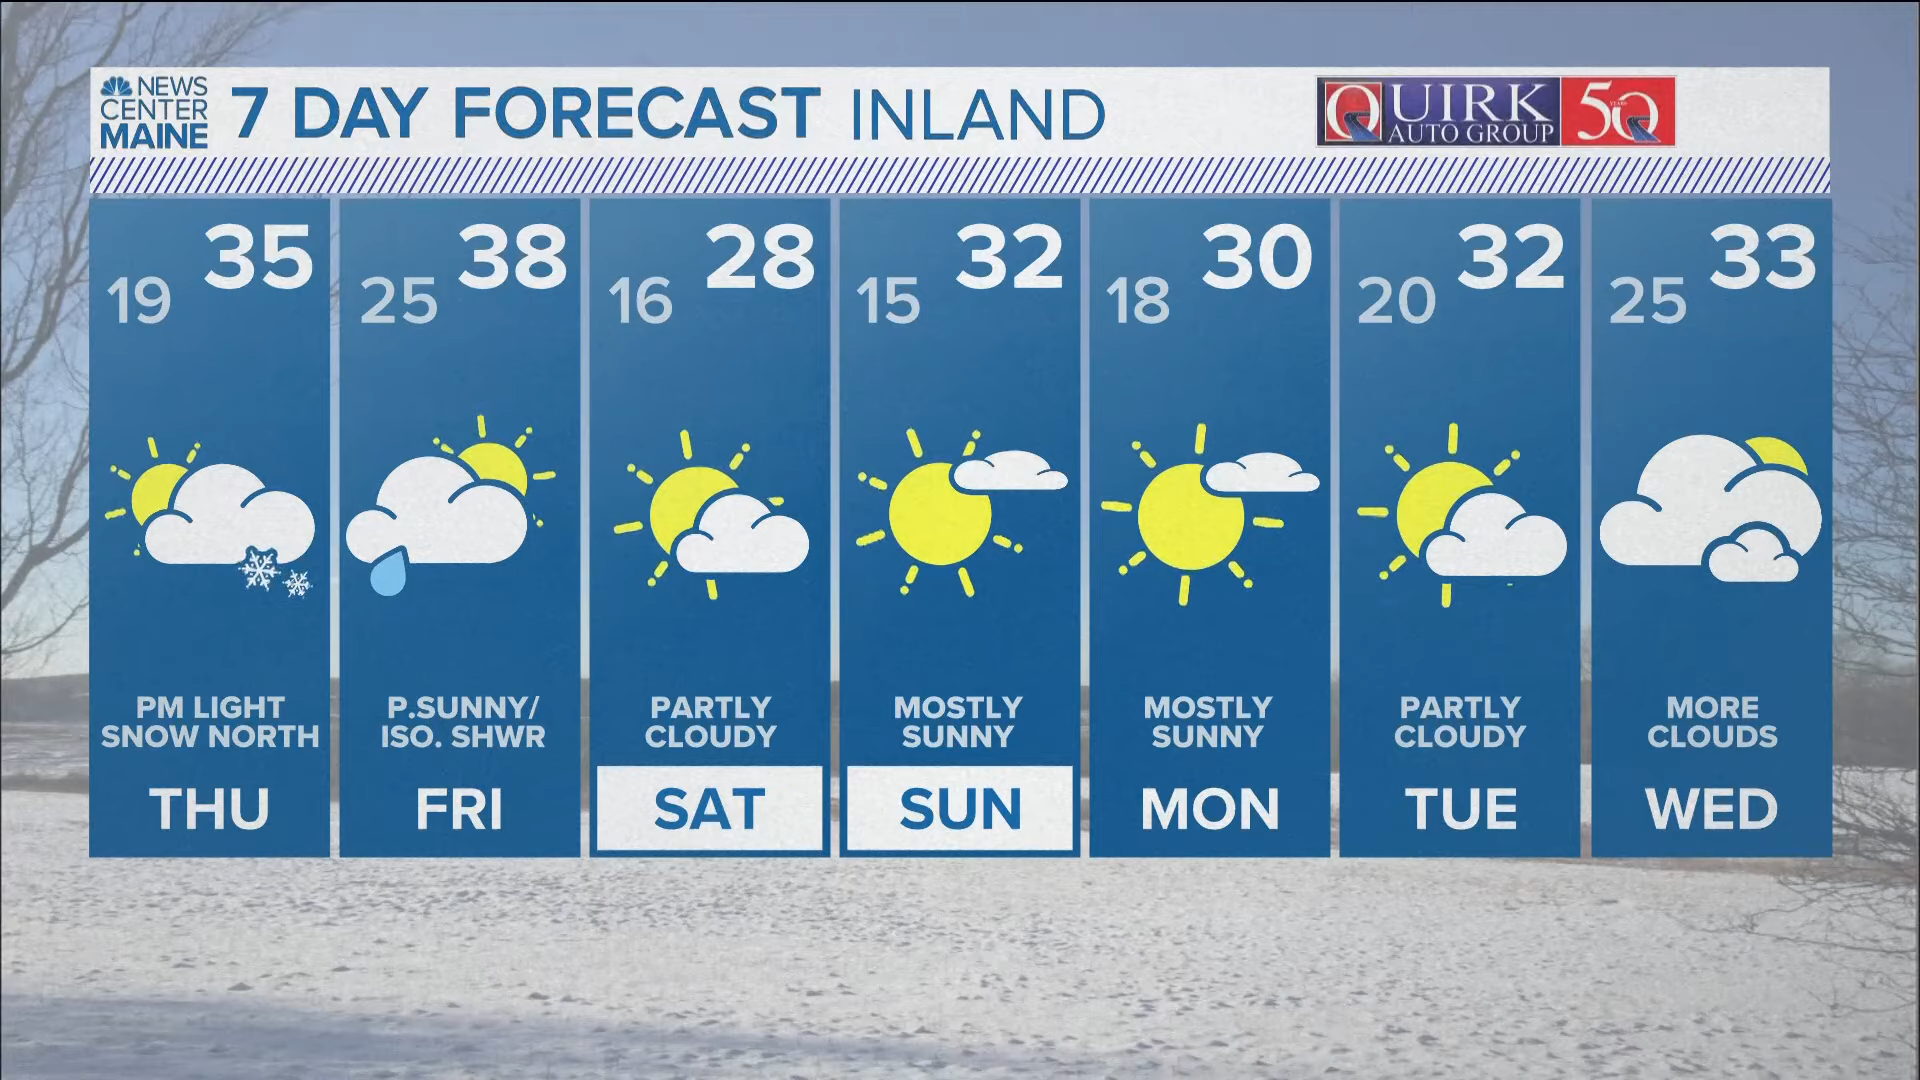 NEWS
CENTER
MAINE
7 DAY FORECAST INLAND
QUIRK
AUTO GROUP
50
YEARS
19 35
25 38
16 28
15 32
18 30
20 32
25 33
PM LIGHT
SNOW NORTH
P.SUNNY/
ISO. SHWR
PARTLY
CLOUDY
MOSTLY
SUNNY
MOSTLY
SUNNY
PARTLY
CLOUDY
MORE
CLOUDS
THU
FRI
SAT
SUN
MON
TUE
WED